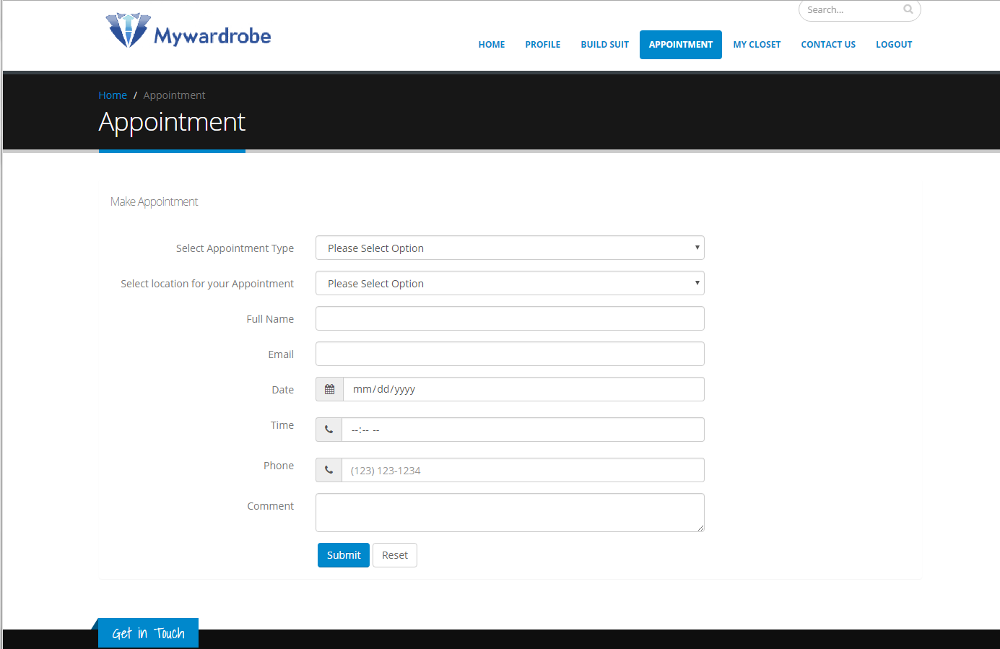 Search...
Mywardrobe
HOME PROFILE BUILD SUIT APPOINTMENT MY CLOSET CONTACT US LOGOUT
Home / Appointment
Appointment
Make Appointment
Select Appointment Type Please Select Option
Select location for your Appointment Please Select Option
Full Name
Email
Date mm/dd/yyyy
Time --:-- --
Phone (123) 123-1234
Comment
Submit Reset
Get in Touch